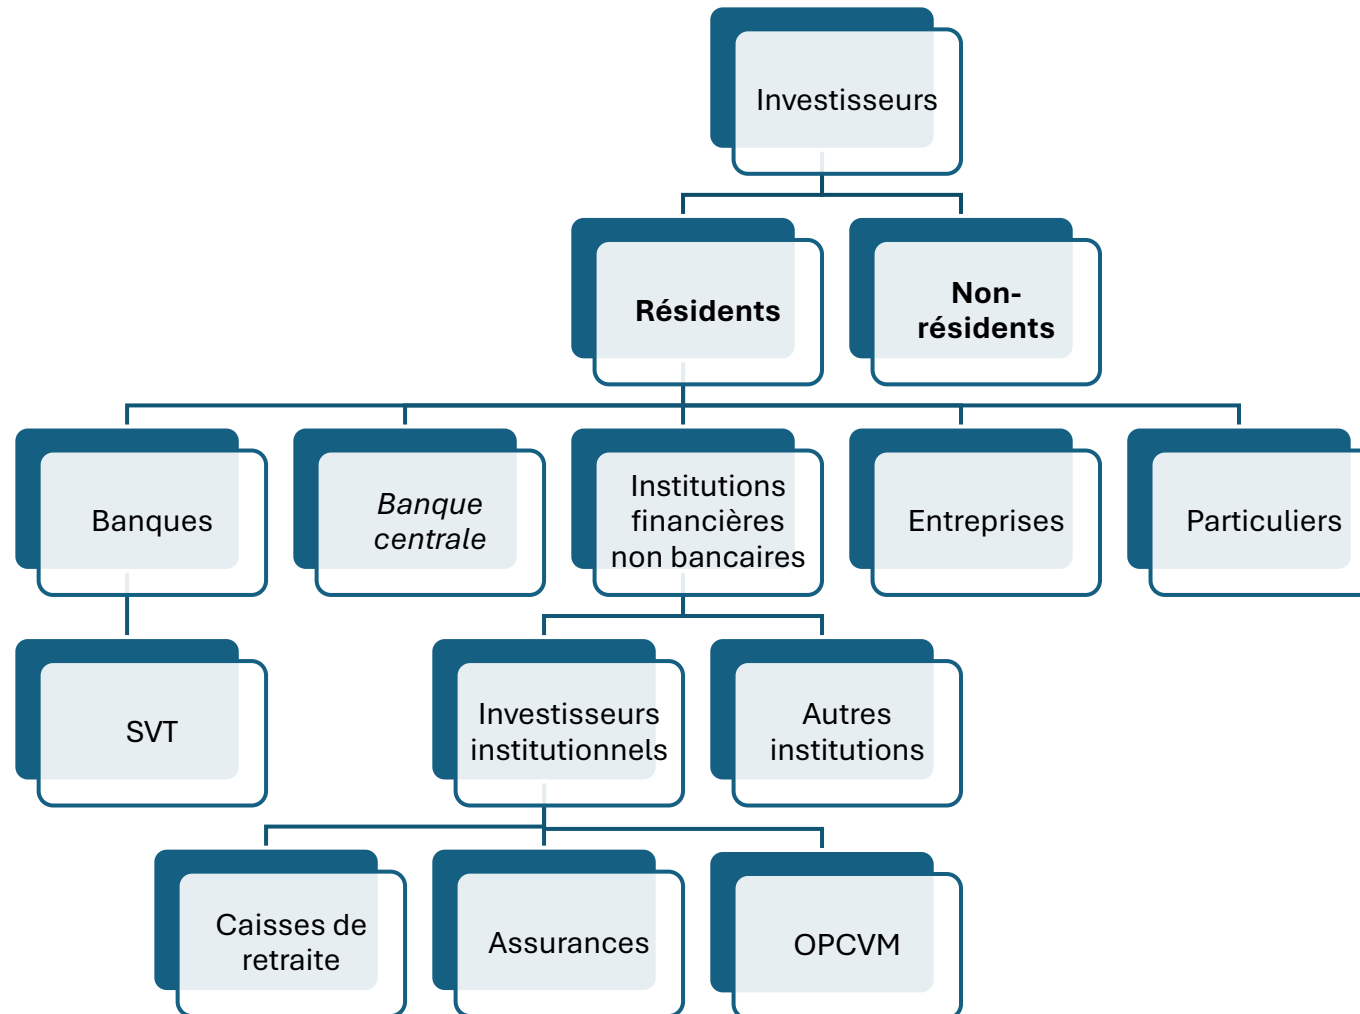 Investisseurs
Résidents
Non-
résidents
Banques
Banque
centrale
Institutions
financières
non bancaires
Entreprises
Particuliers
SVT
Investisseurs
institutionnels
Autres
institutions
Caisses de
retraite
Assurances
OPCVM